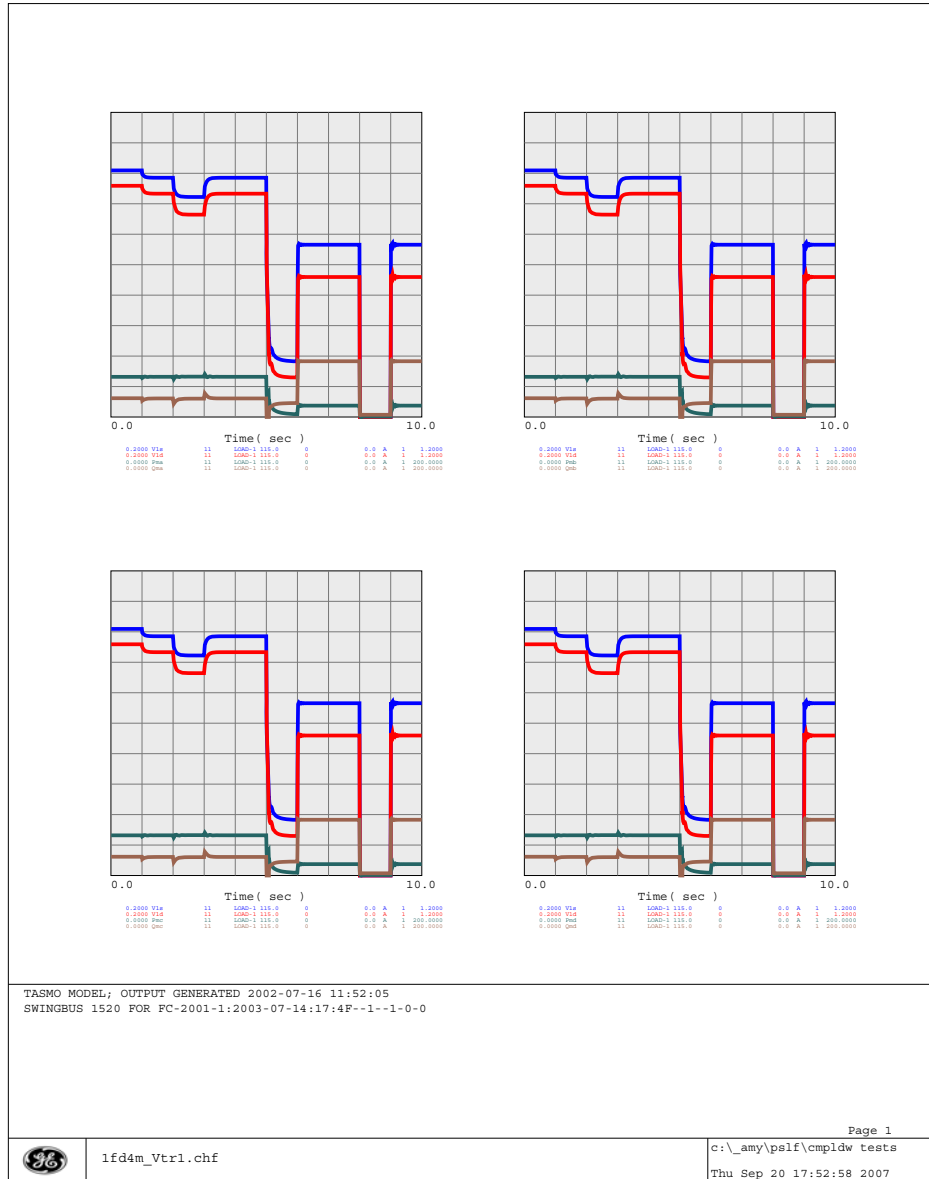 0.0 10.0
Time( sec )
0.2000 V1s 11 LOAD-1 115.0 0 0.0 A 1 1.2000
0.2000 V1d 11 LOAD-1 115.0 0 0.0 A 1 1.2000
0.0000 Pma 11 LOAD-1 115.0 0 0.0 A 1 200.0000
0.0000 Qma 11 LOAD-1 115.0 0 0.0 A 1 200.0000
0.0 10.0
Time( sec )
0.2000 V1s 11 LOAD-1 115.0 0 0.0 A 1 1.2000
0.2000 V1d 11 LOAD-1 115.0 0 0.0 A 1 1.2000
0.0000 Pmb 11 LOAD-1 115.0 0 0.0 A 1 200.0000
0.0000 Qmb 11 LOAD-1 115.0 0 0.0 A 1 200.0000
0.0 10.0
Time( sec )
0.2000 V1s 11 LOAD-1 115.0 0 0.0 A 1 1.2000
0.2000 V1d 11 LOAD-1 115.0 0 0.0 A 1 1.2000
0.0000 Pmc 11 LOAD-1 115.0 0 0.0 A 1 200.0000
0.0000 Qmc 11 LOAD-1 115.0 0 0.0 A 1 200.0000
0.0 10.0
Time( sec )
0.2000 V1s 11 LOAD-1 115.0 0 0.0 A 1 1.2000
0.2000 V1d 11 LOAD-1 115.0 0 0.0 A 1 1.2000
0.0000 Pmd 11 LOAD-1 115.0 0 0.0 A 1 200.0000
0.0000 Qmd 11 LOAD-1 115.0 0 0.0 A 1 200.0000
TASMO MODEL; OUTPUT GENERATED 2002-07-16 11:52:05
SWINGBUS 1520 FOR FC-2001-1:2003-07-14:17:4F--1--1-0-0
Page 1
GE
1fd4m_Vtr1.chf
c:\_amy\pslf\cmpldw tests
Thu Sep 20 17:52:58 2007